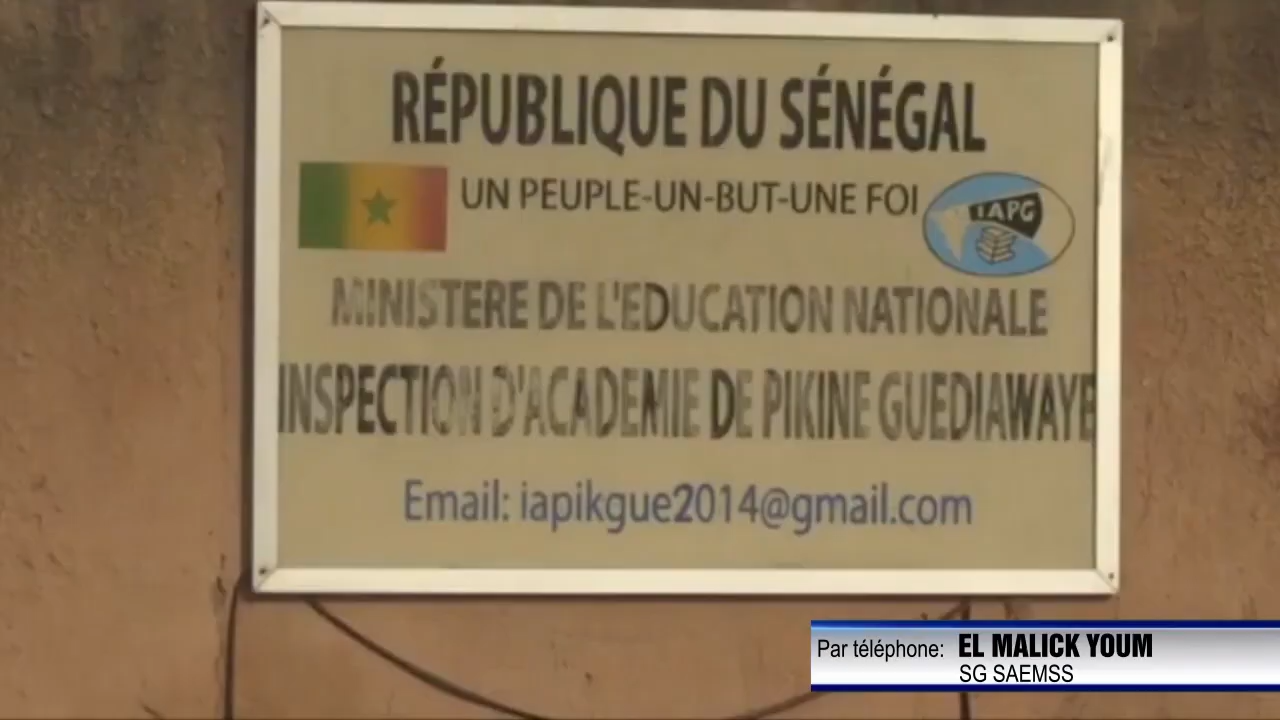 RÉPUBLIQUE DU SÉNÉGAL
UN PEUPLE-UN-BUT-UNE FOI
IAPG
MINISTERE DE L'EDUCATION NATIONALE
INSPECTION D'ACADEMIE DE PIKINE GUEDIAWAYE
Email: iapikgue2014@gmail.com
Par téléphone: EL MALICK YOUM
SG SAEMSS